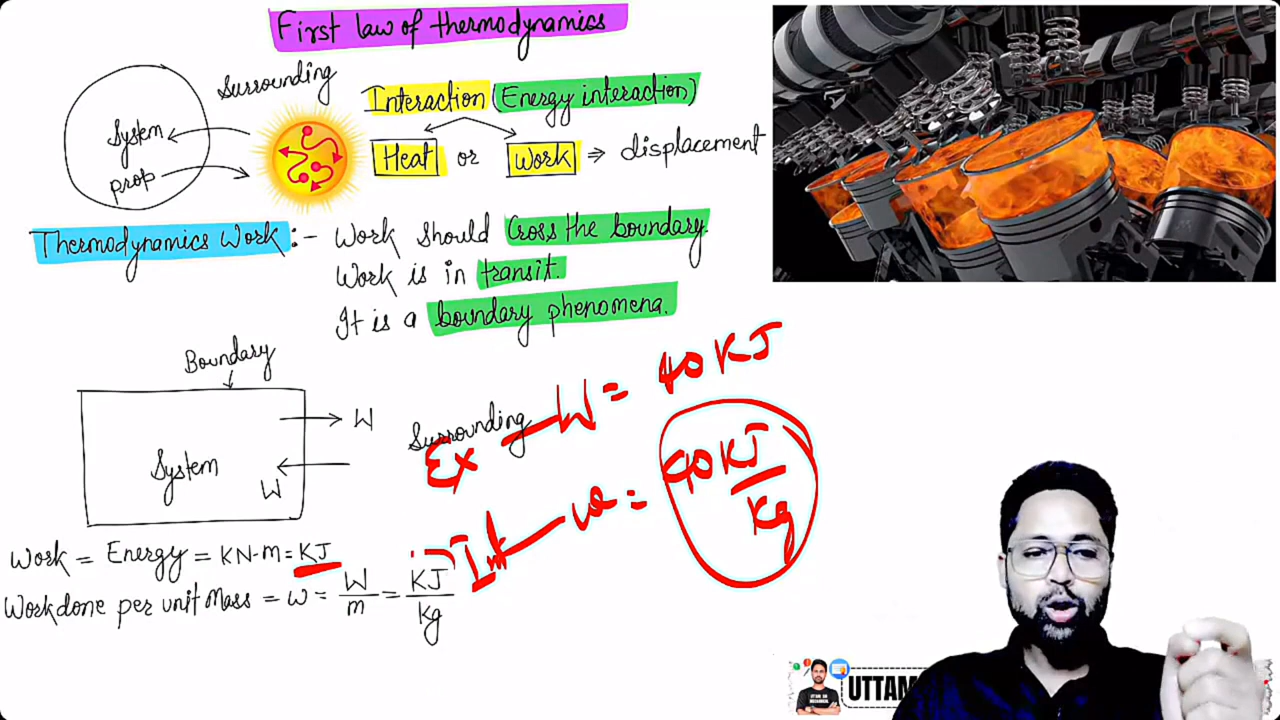 First law of thermodynamics
Surrounding
System
prop
Interaction (Energy interaction)
Heat or Work ⇒ displacement
Thermodynamics Work :- Work should Cross the boundary.
Work is in transit.
It is a boundary phenomena.
Boundary
W
System
W
Surrounding
Ex W = 40 KJ
Int w = 40 KJ/Kg
Work = Energy = KN-m = KJ
Workdone per unit Mass = w = W/m = KJ/Kg
UTTAM